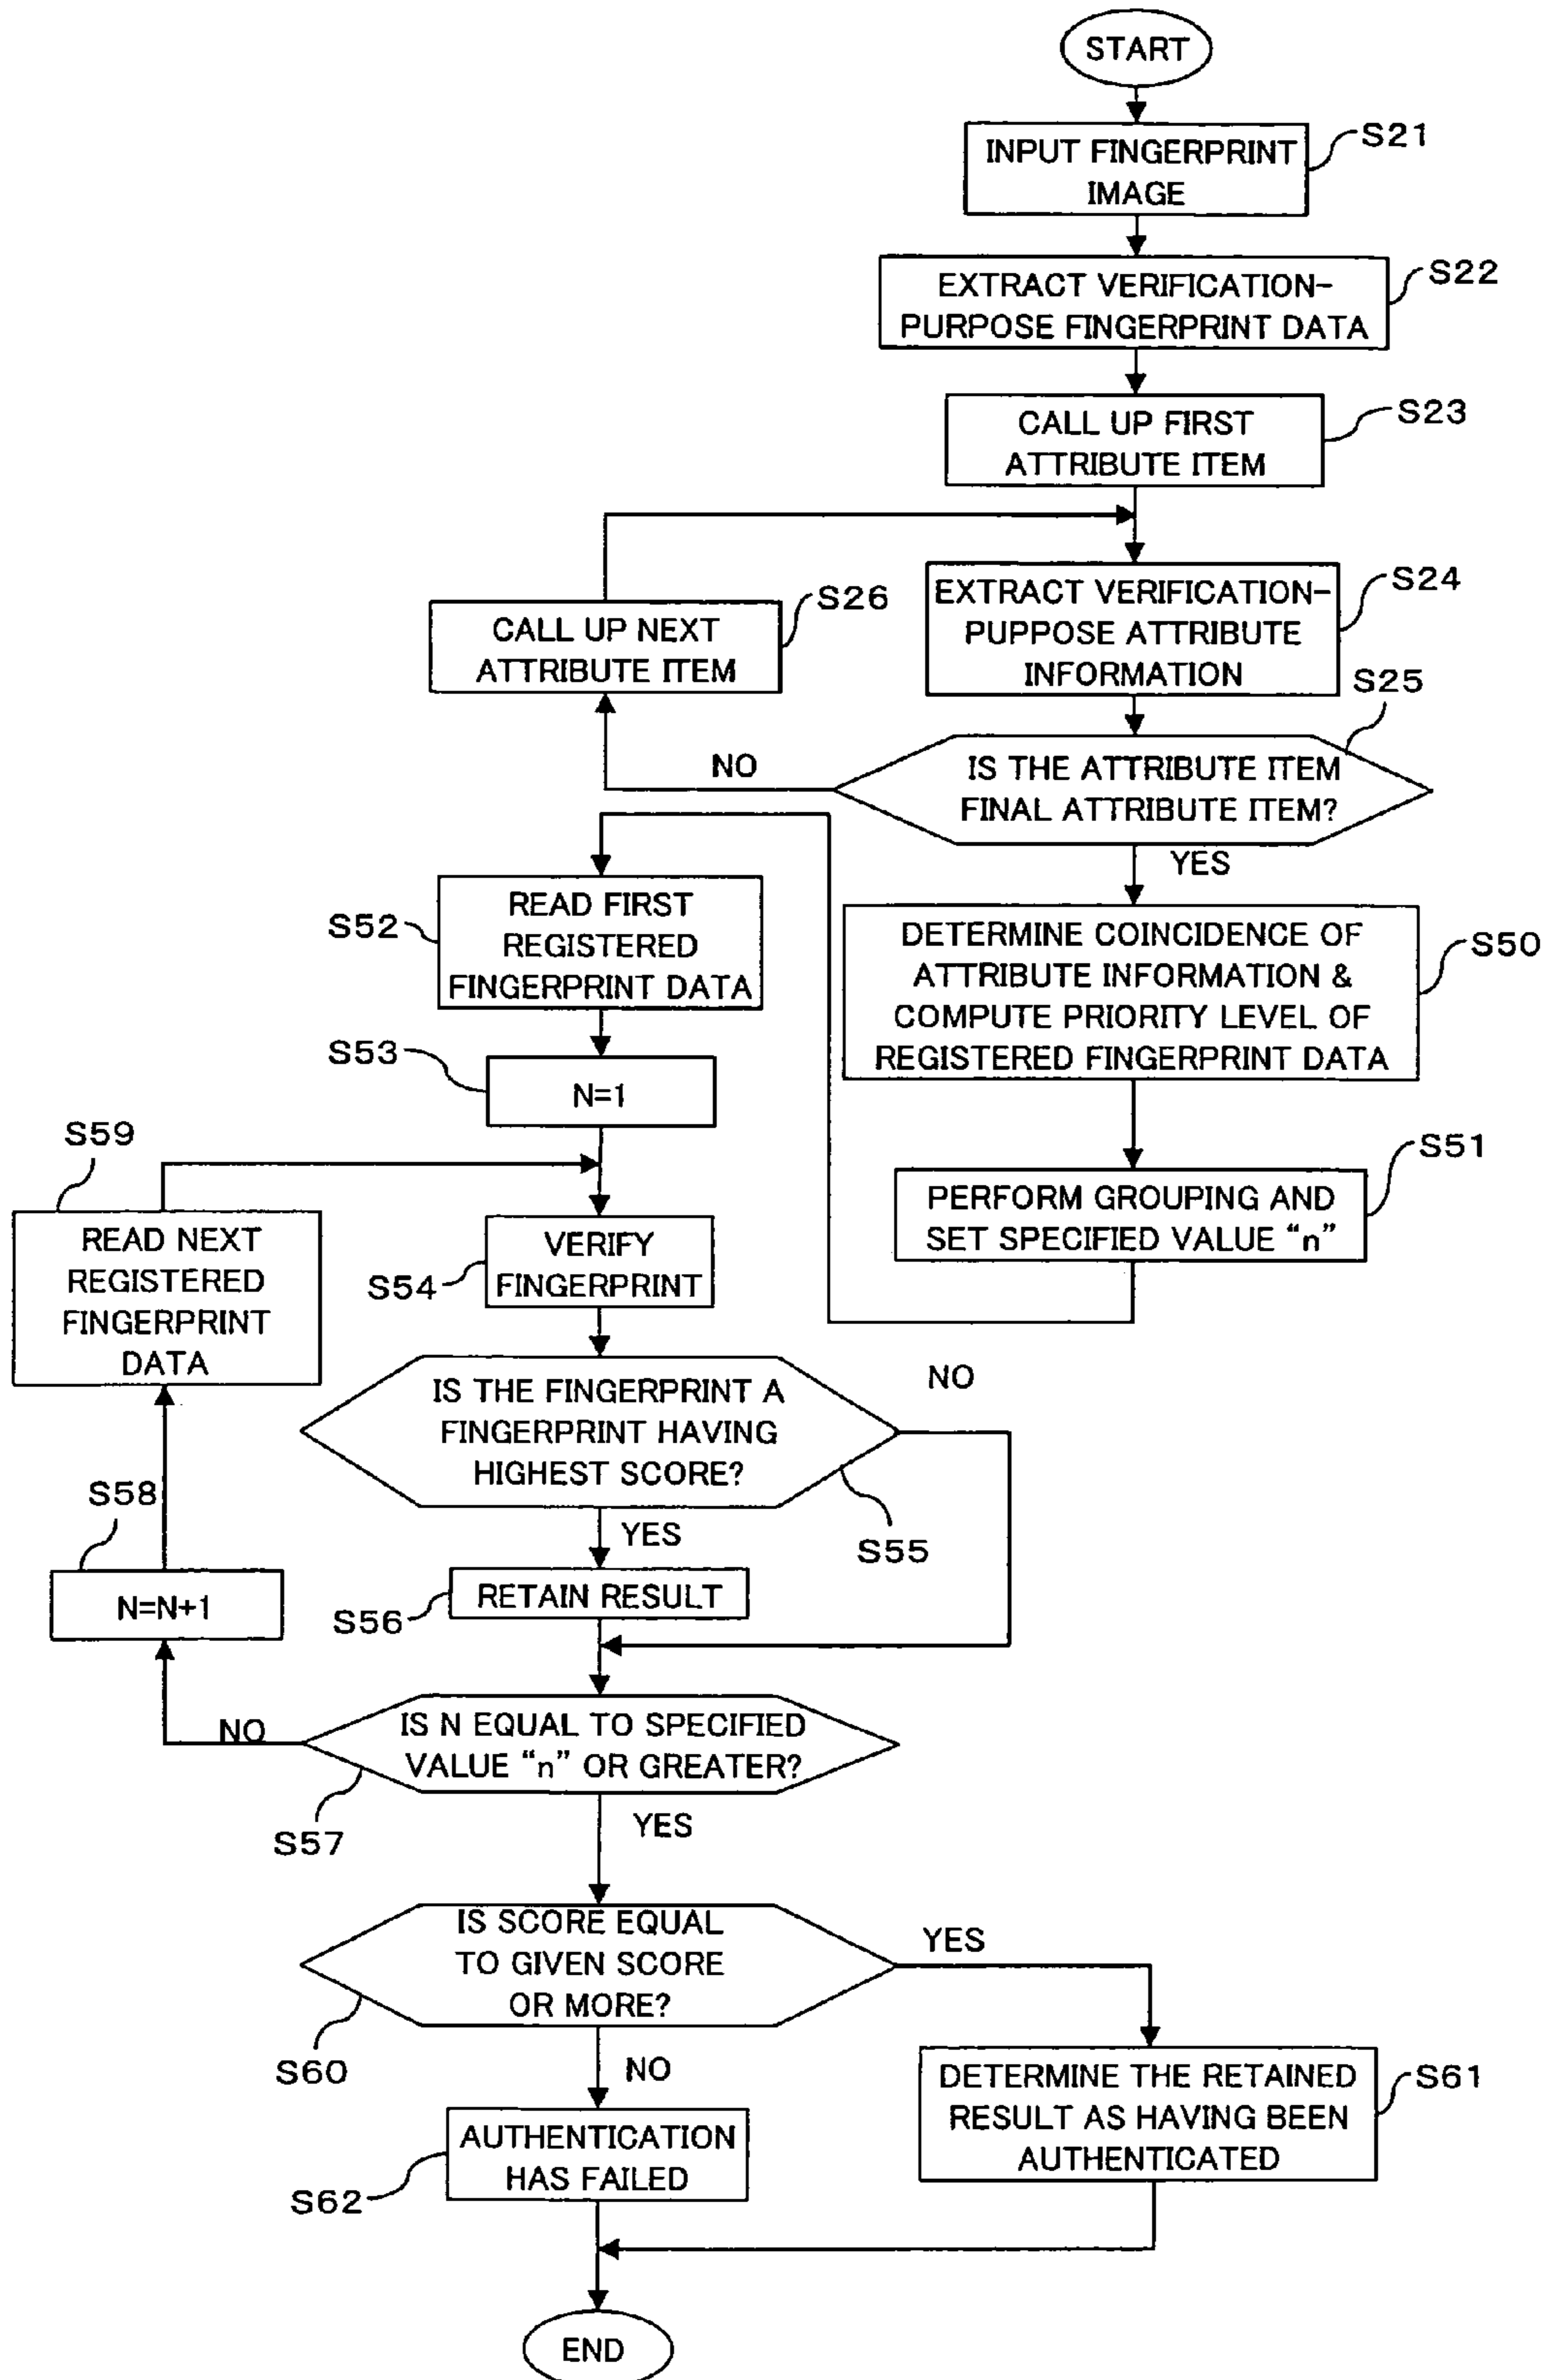 START
INPUT FINGERPRINT
IMAGE
S21
EXTRACT VERIFICATION-
PURPOSE FINGERPRINT DATA
S22
CALL UP FIRST
ATTRIBUTE ITEM
S23
EXTRACT VERIFICATION-
PUPPOSE ATTRIBUTE
INFORMATION
S24
CALL UP NEXT
ATTRIBUTE ITEM
S26
S25
IS THE ATTRIBUTE ITEM
FINAL ATTRIBUTE ITEM?
NO
YES
DETERMINE COINCIDENCE OF
ATTRIBUTE INFORMATION &
COMPUTE PRIORITY LEVEL OF
REGISTERED FINGERPRINT DATA
S50
PERFORM GROUPING AND
SET SPECIFIED VALUE “n”
S51
S52
READ FIRST
REGISTERED
FINGERPRINT DATA
S53
N=1
S59
READ NEXT
REGISTERED
FINGERPRINT
DATA
S54
VERIFY
FINGERPRINT
IS THE FINGERPRINT A
FINGERPRINT HAVING
HIGHEST SCORE?
NO
S55
YES
S56
RETAIN RESULT
S58
N=N+1
IS N EQUAL TO SPECIFIED
VALUE “n” OR GREATER?
NO
S57
YES
IS SCORE EQUAL
TO GIVEN SCORE
OR MORE?
YES
S60
NO
DETERMINE THE RETAINED
RESULT AS HAVING BEEN
AUTHENTICATED
S61
AUTHENTICATION
HAS FAILED
S62
END